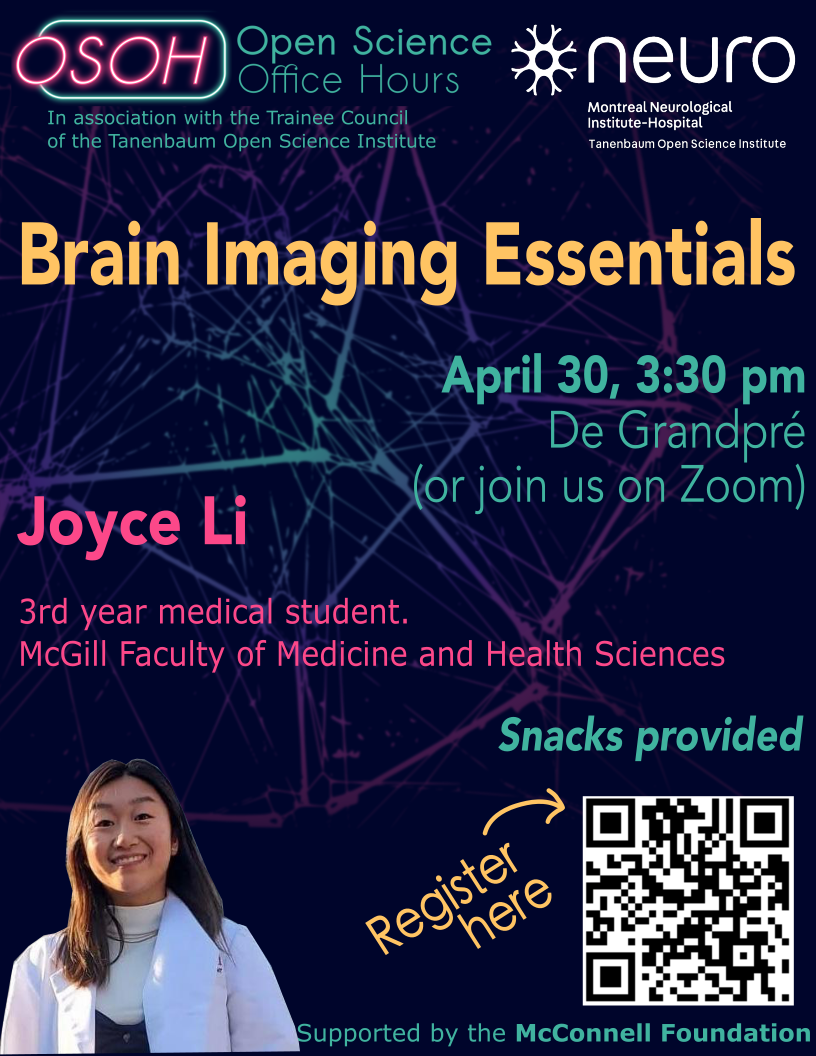 OSOH
Open Science
Office Hours
In association with the Trainee Council
of the Tanenbaum Open Science Institute
neuro
Montreal Neurological
Institute-Hospital
Tanenbaum Open Science Institute
Brain Imaging Essentials
April 30, 3:30 pm
De Grandpré
(or join us on Zoom)
Joyce Li
3rd year medical student.
McGill Faculty of Medicine and Health Sciences
Snacks provided
Register
here
Supported by the McConnell Foundation